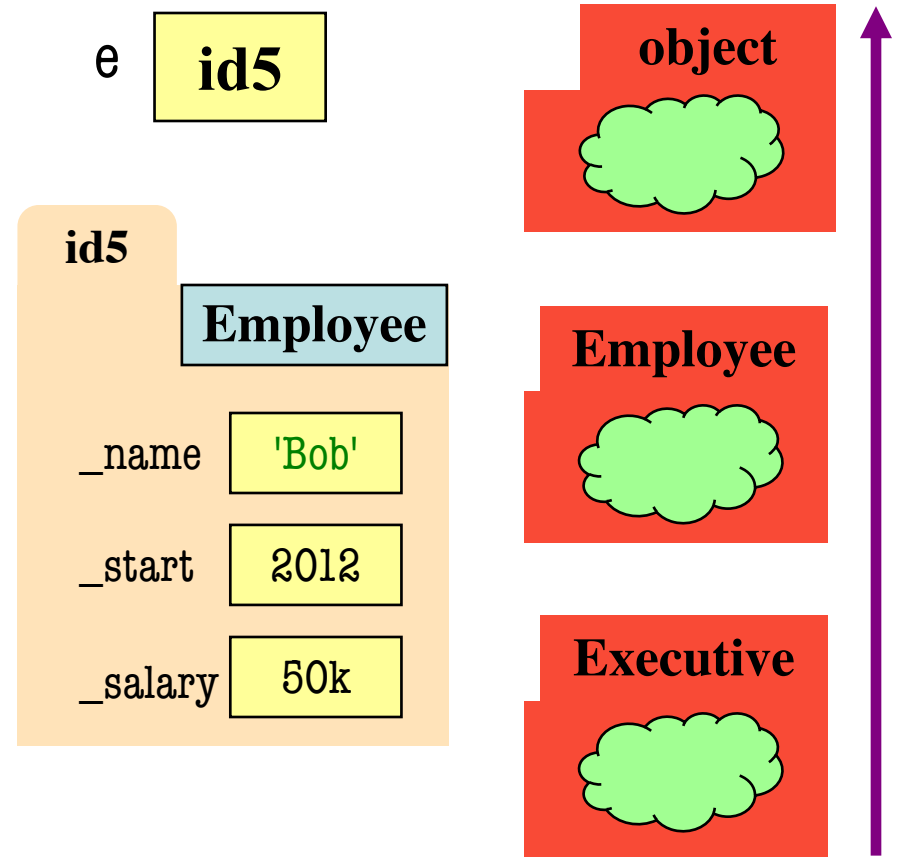 e id5
id5
Employee
_name 'Bob'
_start 2012
_salary 50k
object
Employee
Executive